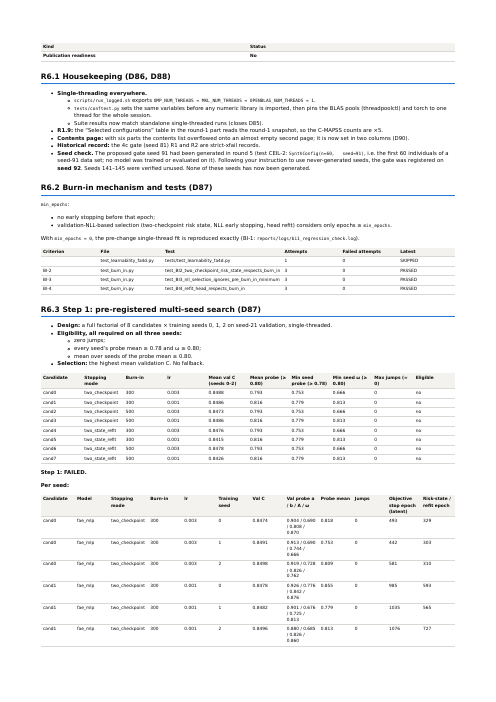 Kind Status
Publication readiness No
R6.1 Housekeeping (D86, D88)
• Single-threading everywhere.
scripts/run_logged.sh exports OMP_NUM_THREADS = MKL_NUM_THREADS = OPENBLAS_NUM_THREADS = 1.
tests/conftest.py sets the same variables before any numerical library is imported, then pins the BLAS pools (threadpoolctl) and torch to one
thread for the whole session.
Suite results now match standalone single-threaded runs (closes D85).
• R1.9: the "Selected configurations" table in the round-1 part reads the round-1 snapshot, so the C-MAPSS counts are ×5.
• Contents page: with six parts the contents list overflowed onto an almost empty second page; it is now set in two columns (D90).
• Historical record: the 4c gate (seed 81) R1 and R2 are strict-xfail records.
• Seed check. The proposed gate seed 91 had been generated in round 5 (test CEIL-2: SynthConfig(n=60, seed=91), i.e. the first 60 individuals of a
seed-91 data set; no model was trained or evaluated on it). Following your instruction to use never-generated seeds, the gate was registered on
seed 92. Seeds 141–145 were verified unused. None of these seeds has now been generated.
R6.2 Burn-in mechanism and tests (D87)
min_epochs:
• no early stopping before that epoch;
• validation-NLL-based selection (two-checkpoint risk state, NLL early stopping, head refit) considers only epochs ≥ min_epochs.
With min_epochs = 0, the pre-change single-thread fit is reproduced exactly (BI-1: reports/logs/bi1_regression_check.log).
Criterion File Test Attempts Failed attempts Latest
test_learnability_fa4d.py tests/test_learnability_fa4d.py 1 0 SKIPPED
BI-2 test_burn_in.py test_BI2_two_checkpoint_risk_state_respects_burn_in 3 0 PASSED
BI-3 test_burn_in.py test_BI3_nll_selection_ignores_pre_burn_in_minimum 3 0 PASSED
BI-4 test_burn_in.py test_BI4_refit_head_respects_burn_in 3 0 PASSED
R6.3 Step 1: pre-registered multi-seed search (D87)
• Design: a full factorial of 8 candidates × training seeds 0, 1, 2 on seed-21 validation, single-threaded.
• Eligibility, all required on all three seeds:
zero jumps;
every seed's probe mean ≥ 0.78 and ω ≥ 0.80;
mean over seeds of the probe mean ≥ 0.80.
• Selection: the highest mean validation C. No fallback.
Candidate Stopping mode Burn-in lr Mean val C (seeds 0-2) Mean probe (≥ 0.80) Min seed probe (≥ 0.78) Min seed ω (≥ 0.80) Max jumps (= 0) Eligible
cand0 two_checkpoint 300 0.003 0.8488 0.793 0.753 0.666 0 no
cand1 two_checkpoint 300 0.001 0.8486 0.816 0.779 0.813 0 no
cand2 two_checkpoint 500 0.003 0.8473 0.793 0.753 0.666 0 no
cand3 two_checkpoint 500 0.001 0.8486 0.816 0.779 0.813 0 no
cand4 two_state_refit 300 0.003 0.8476 0.793 0.753 0.666 0 no
cand5 two_state_refit 300 0.001 0.8415 0.816 0.779 0.813 0 no
cand6 two_state_refit 500 0.003 0.8478 0.793 0.753 0.666 0 no
cand7 two_state_refit 500 0.001 0.8426 0.816 0.779 0.813 0 no
Step 1: FAILED.
Per seed:
Candidate Model Stopping mode Burn-in lr Training seed Val C Val probe a / b / A / ω Probe mean Jumps Objective stop epoch (latent) Risk-state / refit epoch
cand0 fae_mlp two_checkpoint 300 0.003 0 0.8474 0.904 / 0.690 / 0.808 / 0.870 0.818 0 493 329
cand0 fae_mlp two_checkpoint 300 0.003 1 0.8491 0.913 / 0.690 / 0.744 / 0.666 0.753 0 442 303
cand0 fae_mlp two_checkpoint 300 0.003 2 0.8498 0.919 / 0.728 / 0.826 / 0.762 0.809 0 581 310
cand1 fae_mlp two_checkpoint 300 0.001 0 0.8478 0.926 / 0.776 / 0.842 / 0.876 0.855 0 985 593
cand1 fae_mlp two_checkpoint 300 0.001 1 0.8482 0.901 / 0.676 / 0.725 / 0.813 0.779 0 1035 565
cand1 fae_mlp two_checkpoint 300 0.001 2 0.8496 0.880 / 0.685 / 0.826 / 0.860 0.813 0 1076 727